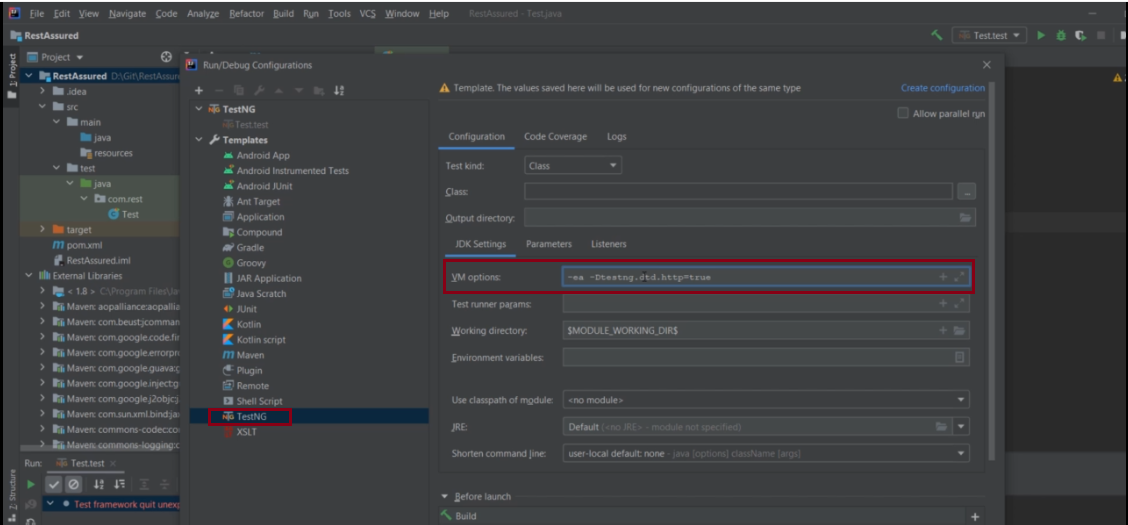 File Edit View Navigate Code Analyze Refactor Build Run Tools VCS Window Help RestAssured - Test.java
RestAssured
Test.test
1: Project
Project
RestAssured D:\Git\RestAssun
.idea
src
main
java
resources
test
java
com.rest
Test
target
pom.xml
RestAssured.iml
External Libraries
< 1.8 > C:\Program Files\Jav
Maven: aopalliance:aopallia
Maven: com.beust:jcomman
Maven: com.google.code.fin
Maven: com.google.errorpr
Maven: com.google.guava:g
Maven: com.google.inject:g
Maven: com.google.j2objc:j
Maven: com.sun.xml.bind:ja
Maven: commons-codec:co
Maven: commons-logging:c
Run/Debug Configurations
TestNG
Test.test
Templates
Android App
Android Instrumented Tests
Android JUnit
Ant Target
Application
Compound
Gradle
Groovy
JAR Application
Java Scratch
JUnit
Kotlin
Kotlin script
Maven
Plugin
Remote
Shell Script
TestNG
XSLT
Template. The values saved here will be used for new configurations of the same type
Create configuration
Allow parallel run
Configuration Code Coverage Logs
Test kind: Class
Class:
Output directory:
JDK Settings Parameters Listeners
VM options: -ea -Dtestng.dtd.http=true
Test runner params:
Working directory: $MODULE_WORKING_DIR$
Environment variables:
Use classpath of module: <no module>
JRE: Default (<no JRE> - module not specified)
Shorten command line: user-local default: none - java [options] className [args]
Before launch
Build
Run: Test.test
Test framework quit unexp
2: Structure